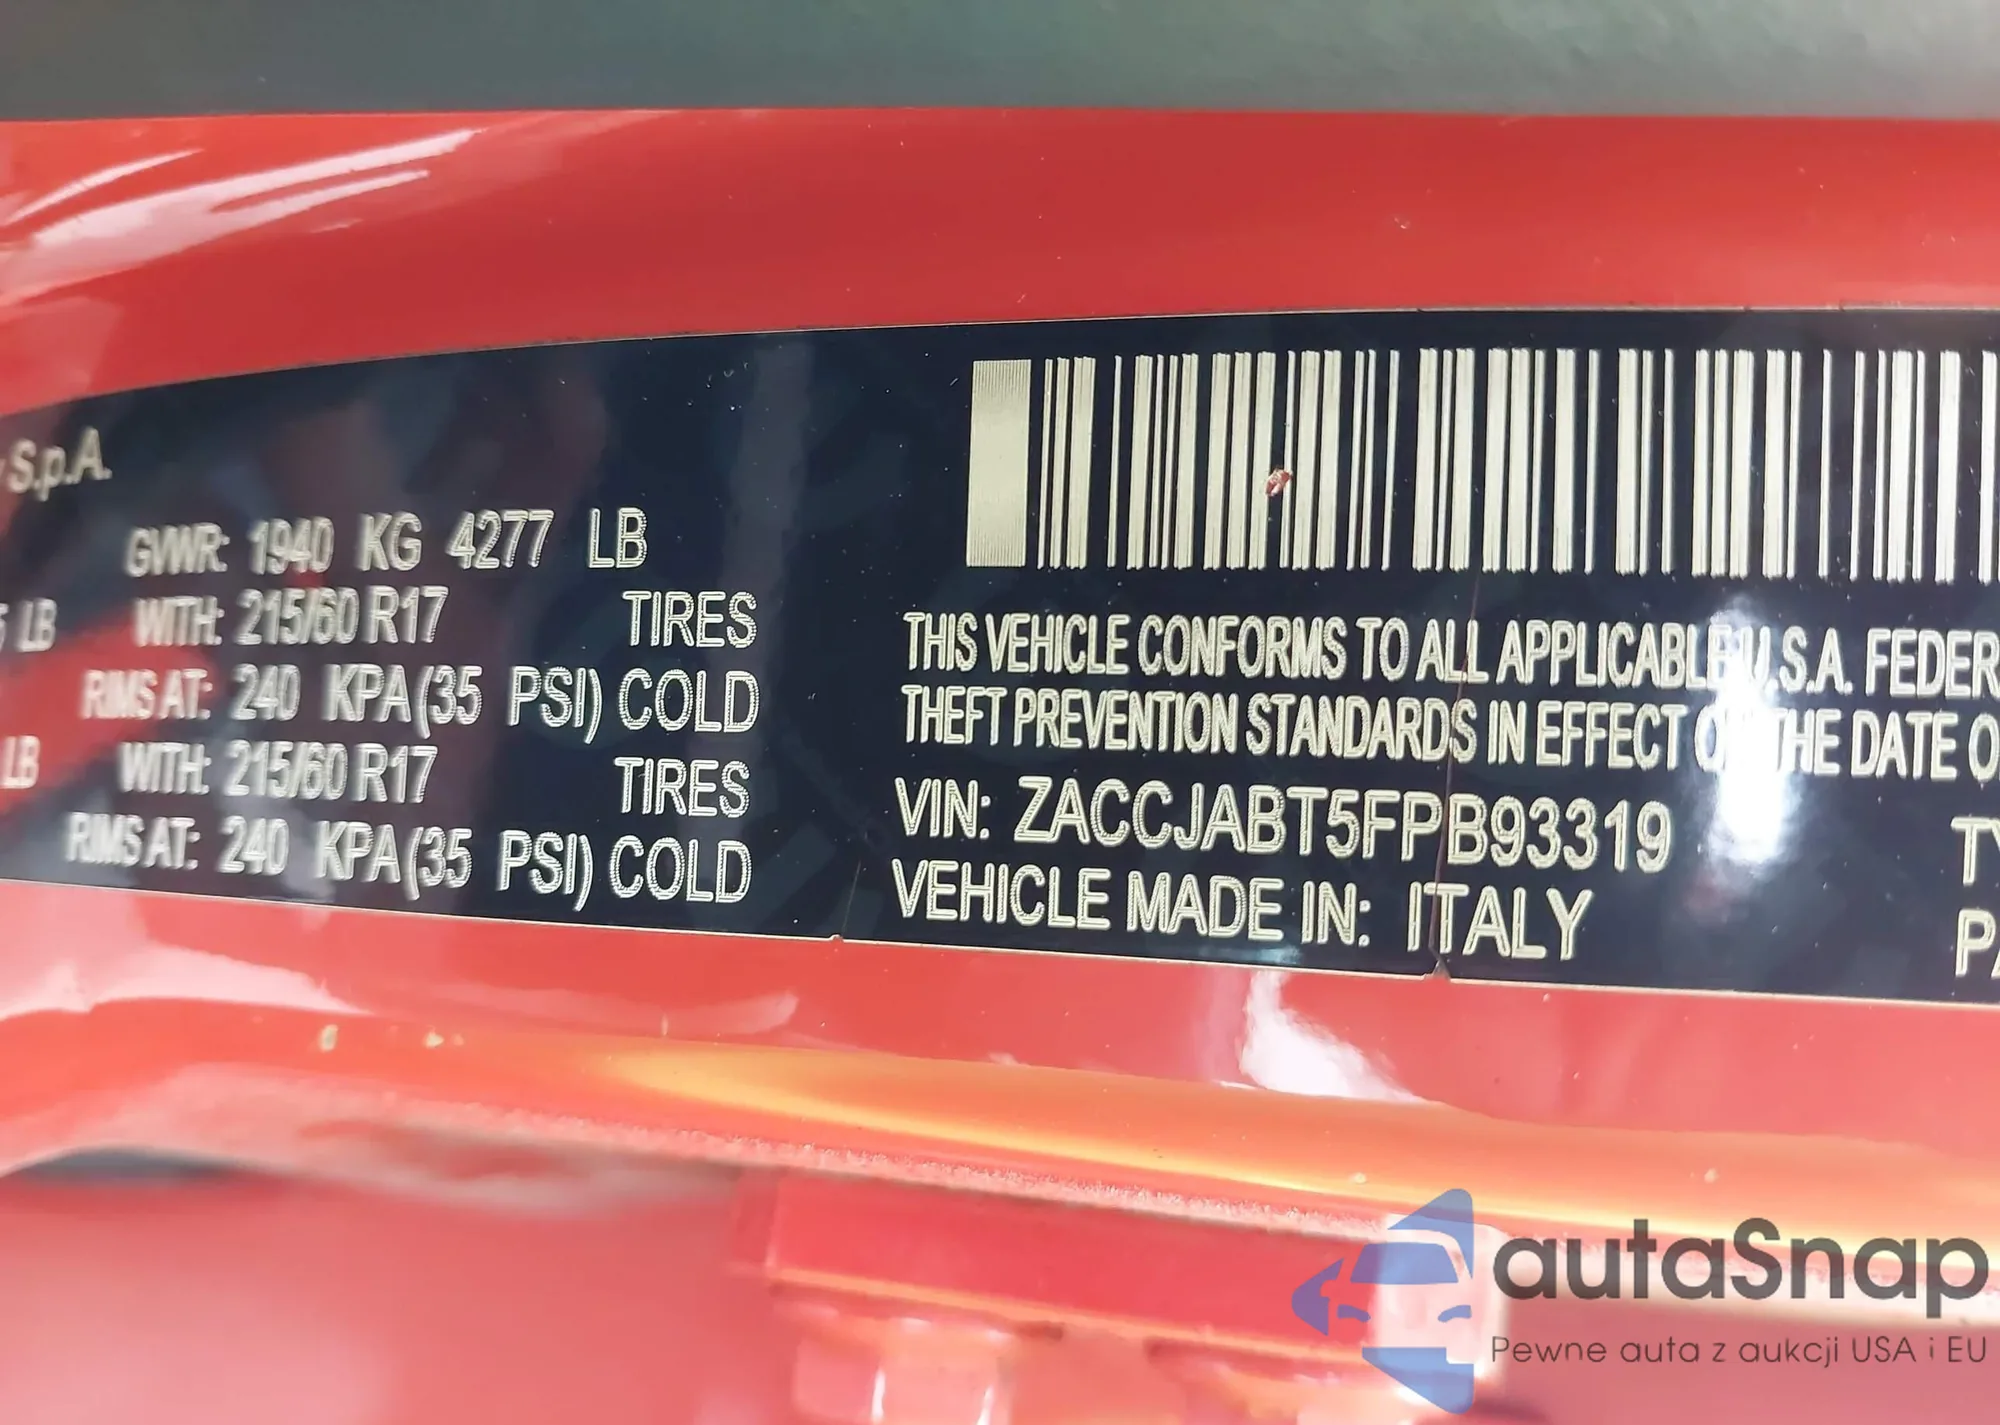 S.p.A.
GVWR: 1940 KG 4277 LB
LB WITH: 215/60 R17 TIRES
RIMS AT: 240 KPA (35 PSI) COLD
LB WITH: 215/60 R17 TIRES
RIMS AT: 240 KPA (35 PSI) COLD
THIS VEHICLE CONFORMS TO ALL APPLICABLE U.S.A. FEDER
THEFT PREVENTION STANDARDS IN EFFECT ON THE DATE O
VIN: ZACCJABT5FPB93319
VEHICLE MADE IN: ITALY
TY
PA
autaSnap
Pewne auta z aukcji USA i EU